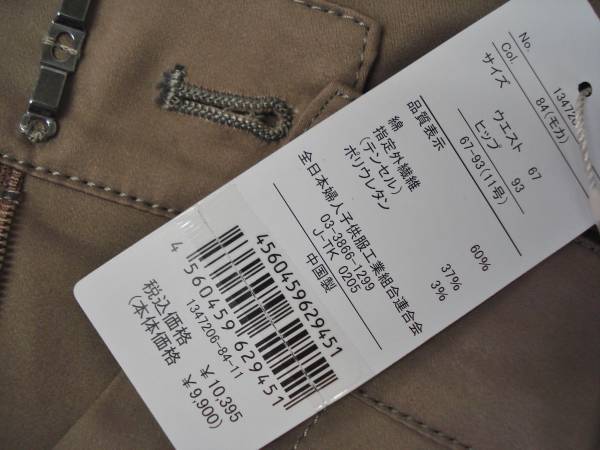 No. 134720
Col. 84(モカ)
サイズ ウエスト 67
ヒップ 93
67-93(11号)
品質表示
綿 60%
指定外繊維
(テンセル) 37%
ポリウレタン 3%
全日本婦人子供服工業組合連合会
03-3866-1299
J-TK 0205
中国製
4560459629451
4 560459 629451
1347206-84-11
税込価格 ¥10,395
(本体価格 ¥9,900)